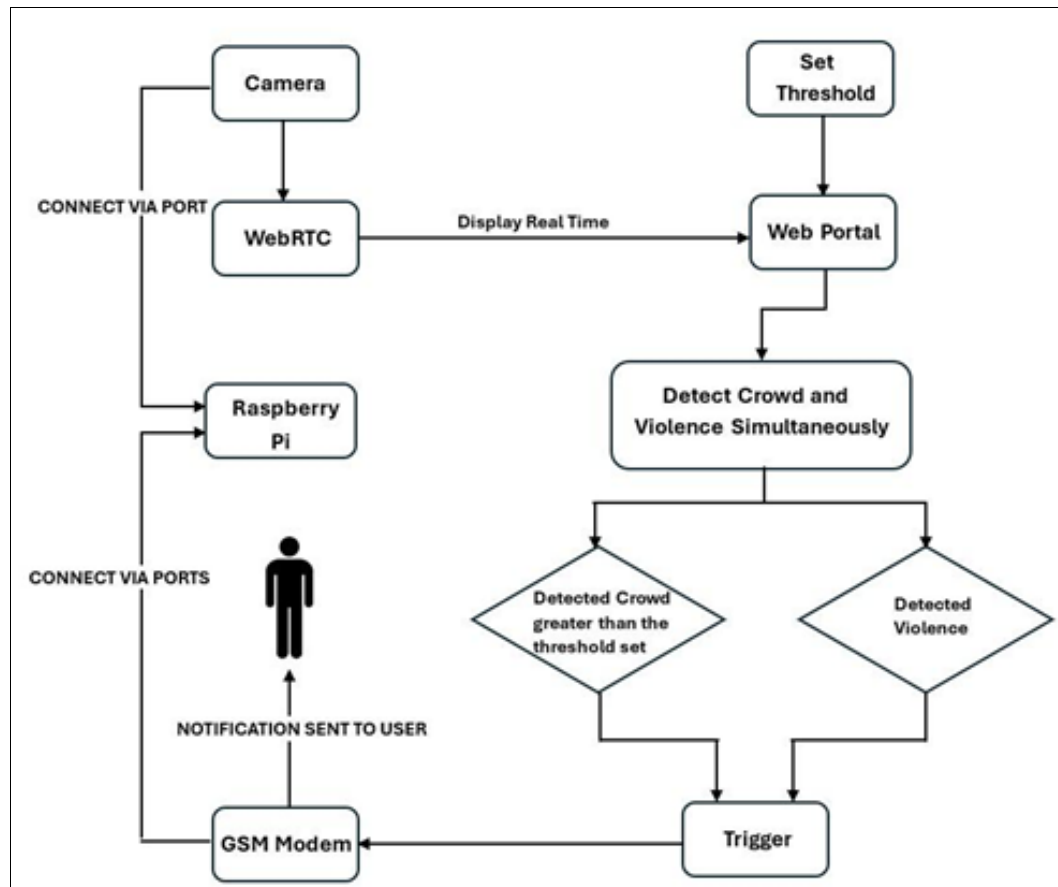 Camera
Set
Threshold
CONNECT VIA PORT
WebRTC
Display Real Time
Web Portal
Raspberry
Pi
Detect Crowd and
Violence Simultaneously
CONNECT VIA PORTS
Detected Crowd
greater than the
threshold set
Detected
Violence
NOTIFICATION SENT TO USER
GSM Modem
Trigger